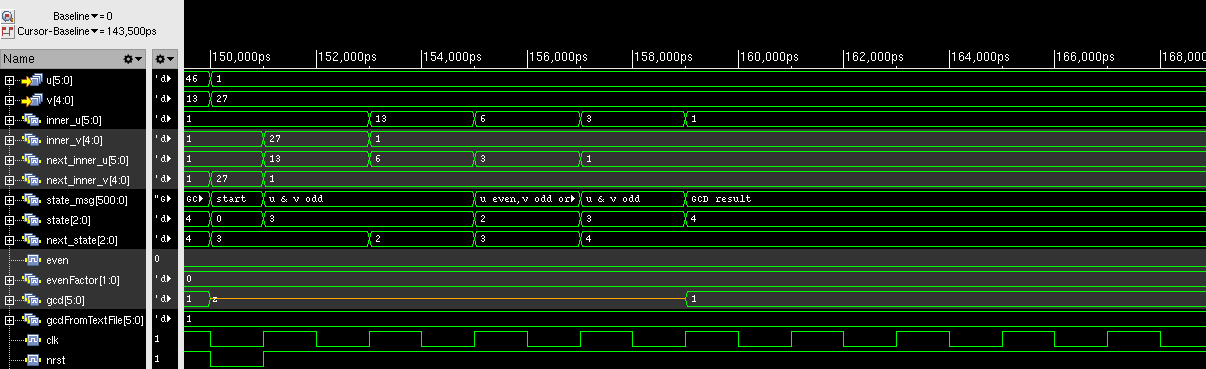 Baseline▼=0
Cursor-Baseline▼=143,500ps
Name
150,000ps 152,000ps 154,000ps 156,000ps 158,000ps 160,000ps 162,000ps 164,000ps 166,000ps 168,000
u[5:0] 'd 46 1
v[4:0] 'd 13 27
inner_u[5:0] 'd 1 13 6 3 1
inner_v[4:0] 'd 1 27 1
next_inner_u[5:0] 'd 1 13 6 3 1
next_inner_v[4:0] 'd 1 27 1
state_msg[500:0] "G GC start u & v odd u even,v odd or u & v odd GCD result
state[2:0] 'd 4 0 3 2 3 4
next_state[2:0] 'd 4 3 2 3 4
even 0
evenFactor[1:0] 'd 0
gcd[5:0] 'd 1 z 1
gcdFromTextFile[5:0] 'd 1
clk 1
nrst 1